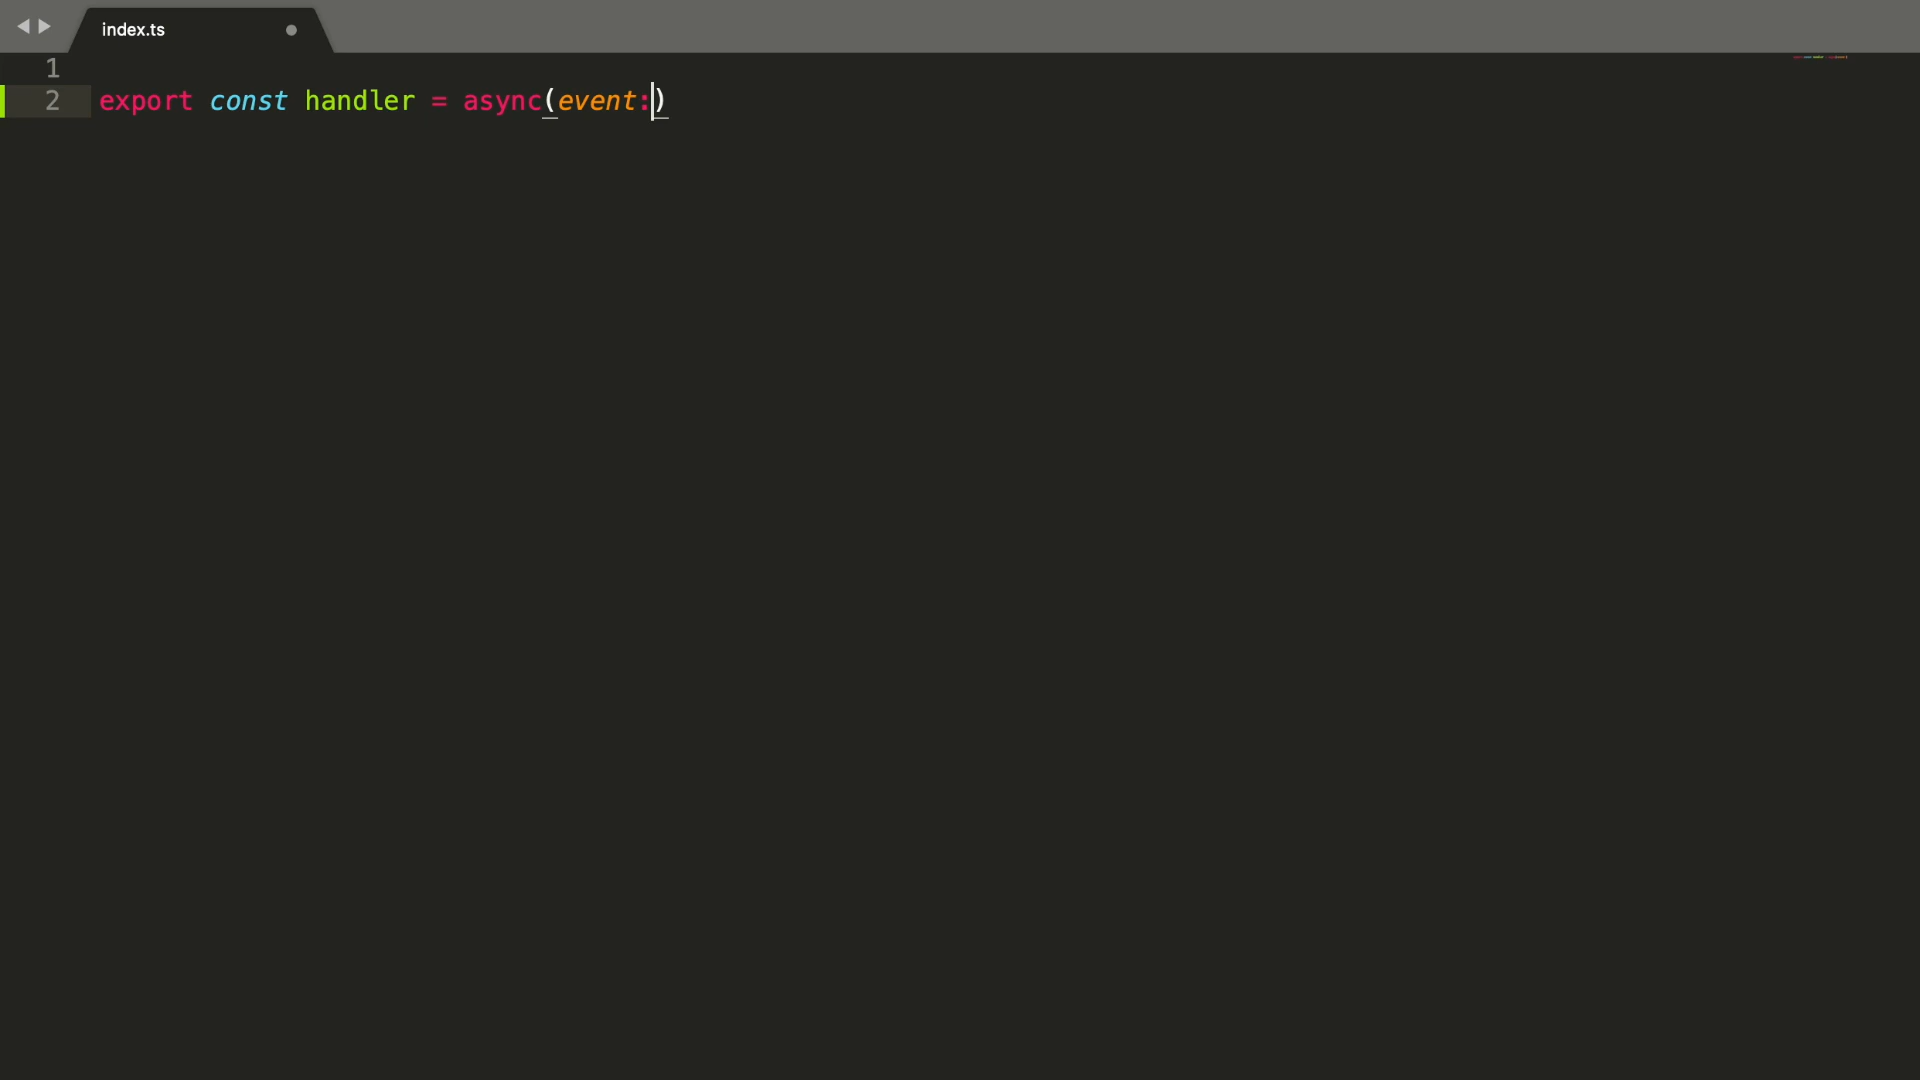 index.ts
1
2 export const handler = async(event:)